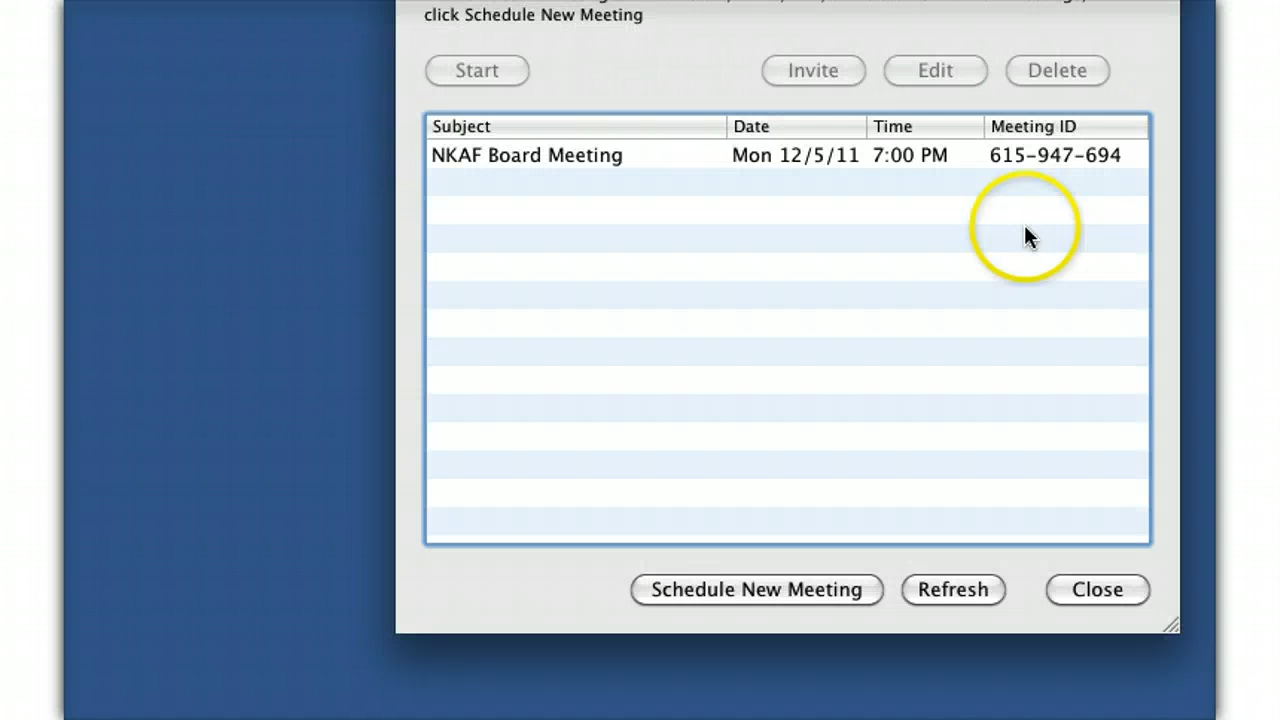 click Schedule New Meeting
Start Invite Edit Delete
Subject Date Time Meeting ID
NKAF Board Meeting Mon 12/5/11 7:00 PM 615-947-694
Schedule New Meeting Refresh Close